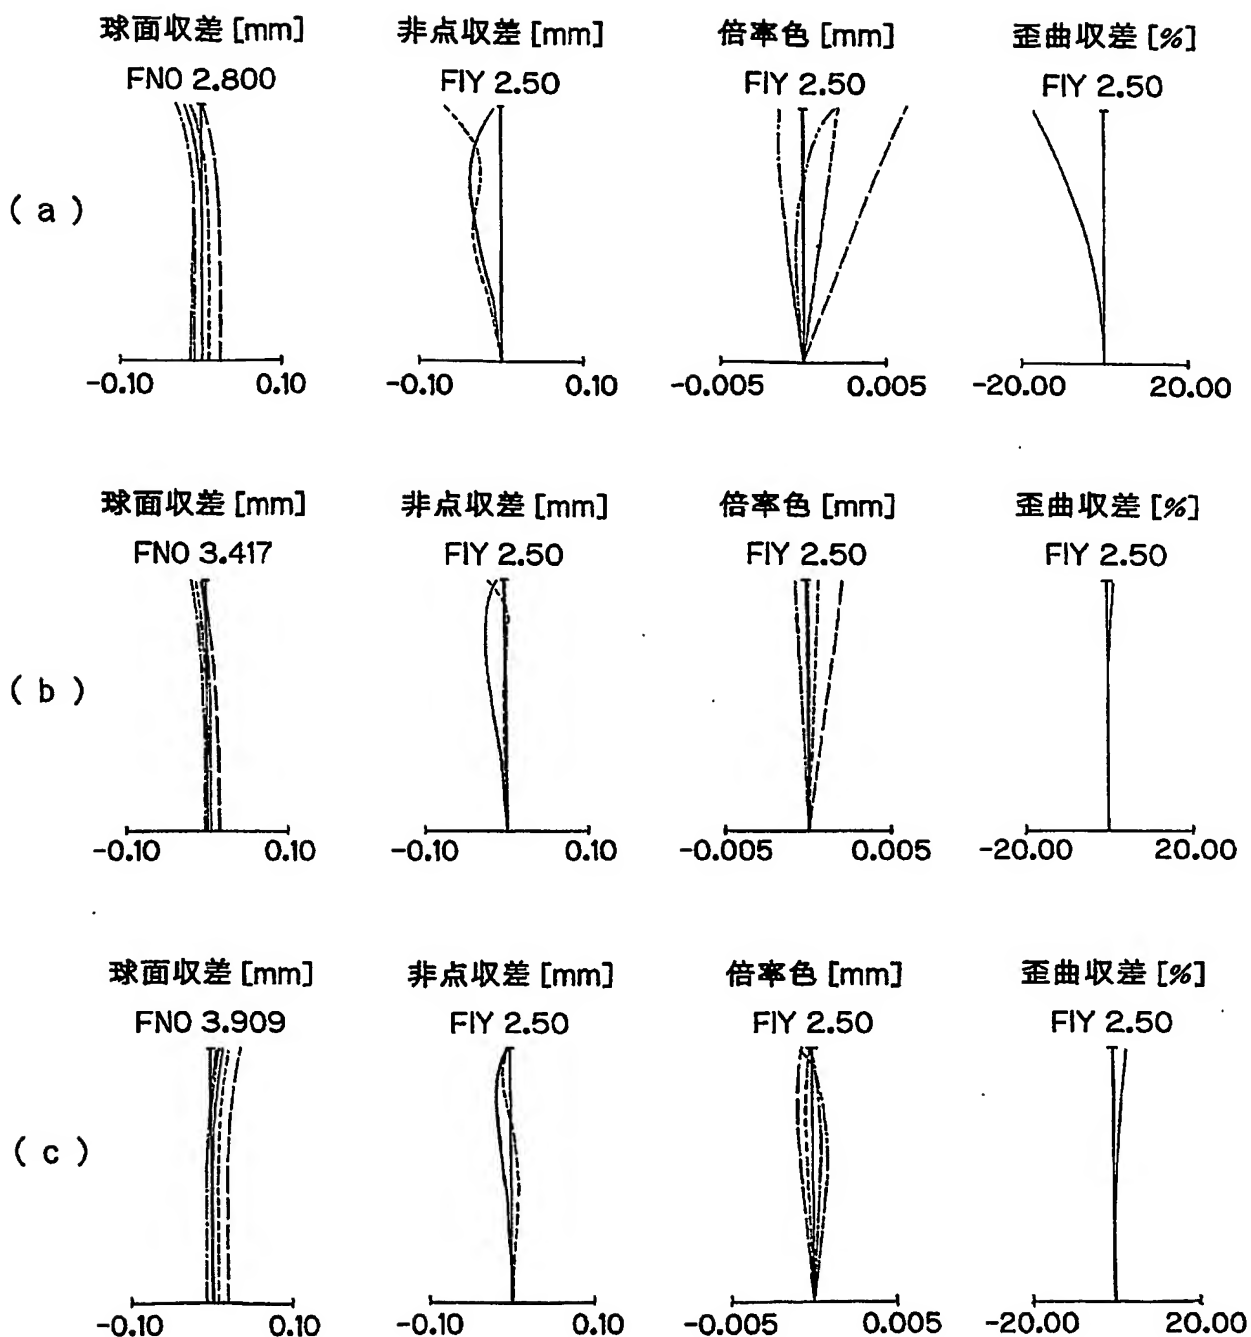 球面収差 [mm] 非点収差 [mm] 倍率色 [mm] 歪曲収差 [%]
FNO 2.800 FIY 2.50 FIY 2.50 FIY 2.50
(a)
-0.10 0.10 -0.10 0.10 -0.005 0.005 -20.00 20.00
球面収差 [mm] 非点収差 [mm] 倍率色 [mm] 歪曲収差 [%]
FNO 3.417 FIY 2.50 FIY 2.50 FIY 2.50
(b)
-0.10 0.10 -0.10 0.10 -0.005 0.005 -20.00 20.00
球面収差 [mm] 非点収差 [mm] 倍率色 [mm] 歪曲収差 [%]
FNO 3.909 FIY 2.50 FIY 2.50 FIY 2.50
(c)
-0.10 0.10 -0.10 0.10 -0.005 0.005 -20.00 20.00